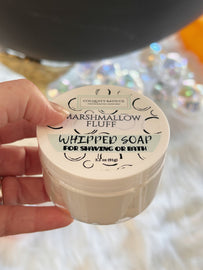 MARSHMALLOW
FLUFF
WHIPPED SOAP
FOR SHAVING OR BATH